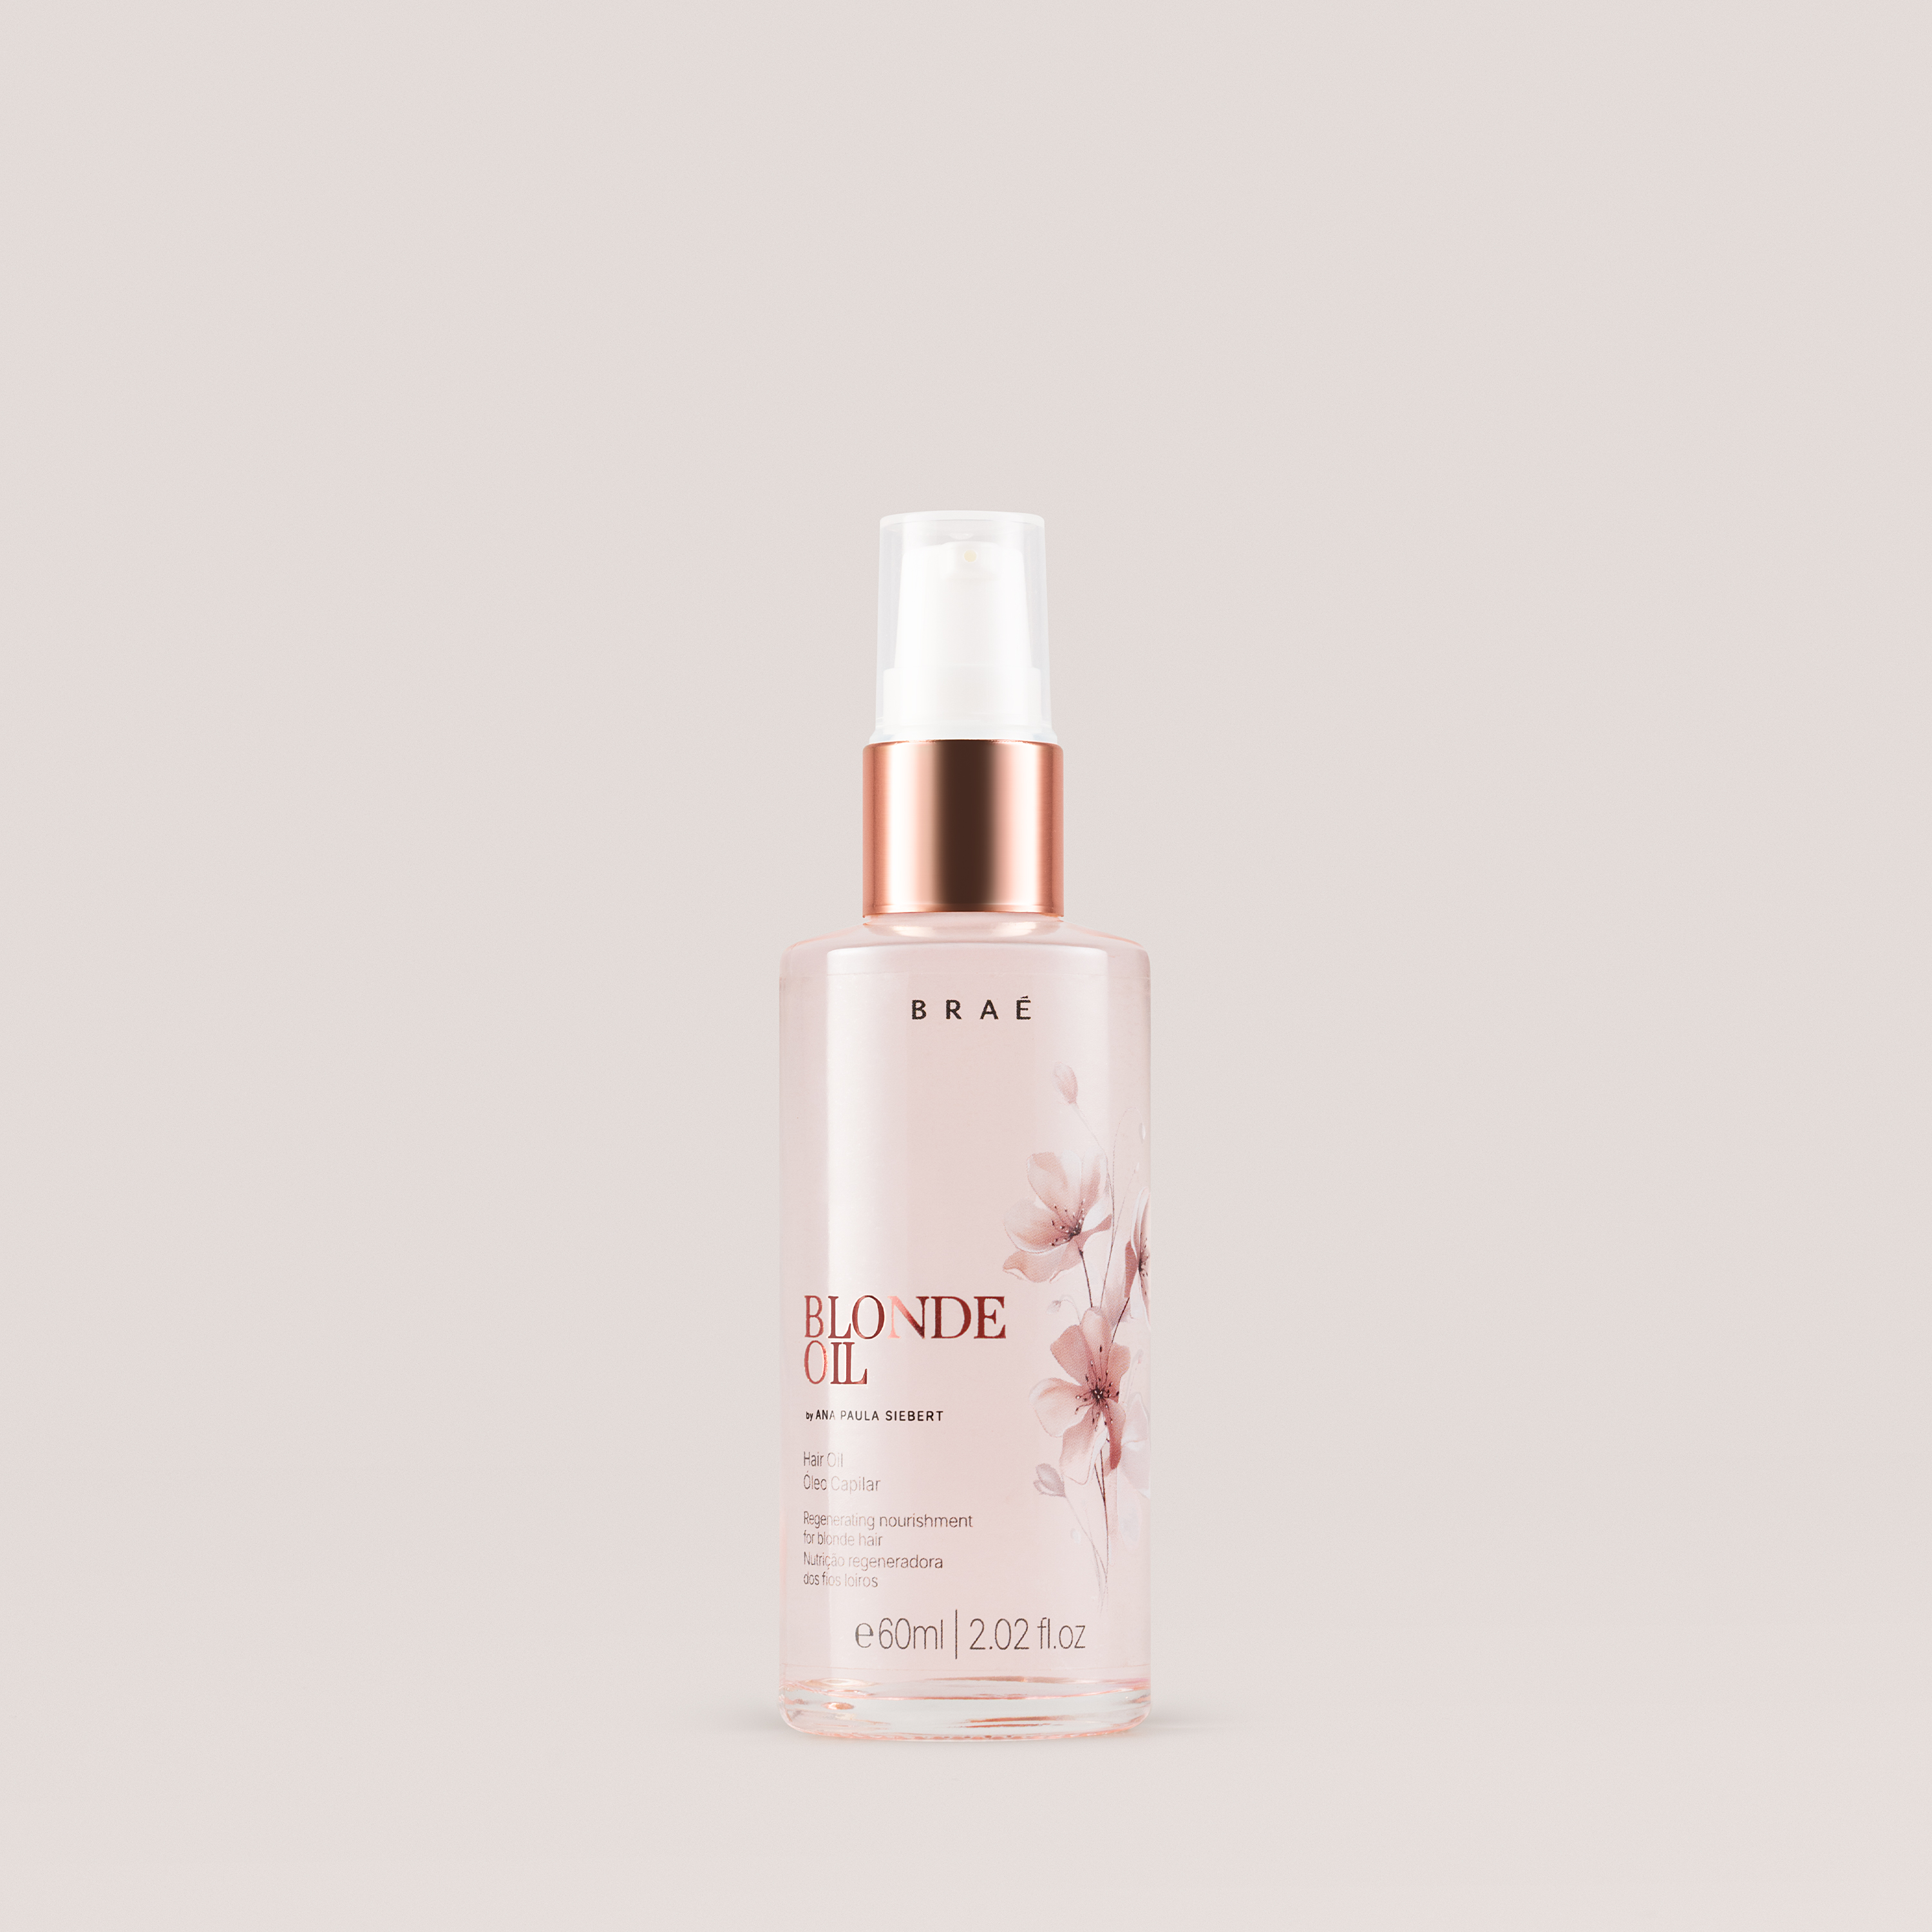 BRAÉ
BLONDE
OIL
by ANA PAULA SIEBERT
Hair Oil
Óleo Capilar
Regenerating nourishment
for blonde hair
Nutrição regeneradora
dos fios loiros
℮60ml | 2.02 fl.oz